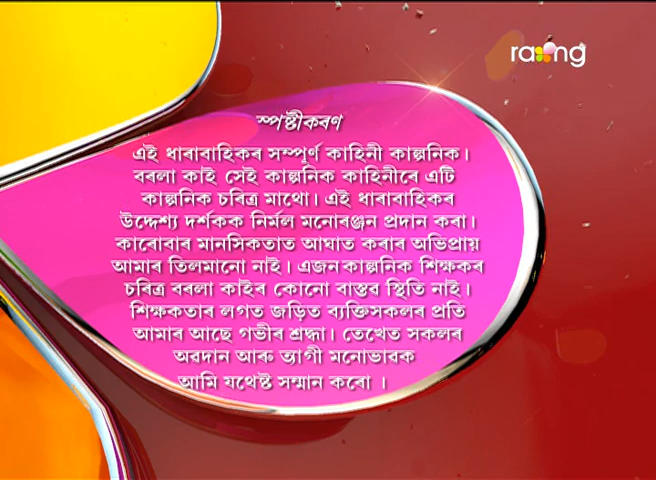 rang
স্পষ্টীকৰণ
এই ধাৰাবাহিকৰ সম্পূৰ্ণ কাহিনী কাল্পনিক।
বৰলা কাই সেই কাল্পনিক কাহিনীৰে এটি
কাল্পনিক চৰিত্ৰ মাথো। এই ধাৰাবাহিকৰ
উদ্দেশ্য দৰ্শকক নিৰ্মল মনোৰঞ্জন প্ৰদান কৰা।
কাৰোবাৰ মানসিকতাত আঘাত কৰাৰ অভিপ্ৰায়
আমাৰ তিলমানো নাই। এজন কাল্পনিক শিক্ষকৰ
চৰিত্ৰ বৰলা কাইৰ কোনো বাস্তৱ স্থিতি নাই।
শিক্ষকতাৰ লগত জড়িত ব্যক্তিসকলৰ প্ৰতি
আমাৰ আছে গভীৰ শ্ৰদ্ধা। তেখেত সকলৰ
অৱদান আৰু ত্যাগী মনোভাবক
আমি যথেষ্ট সন্মান কৰো ।